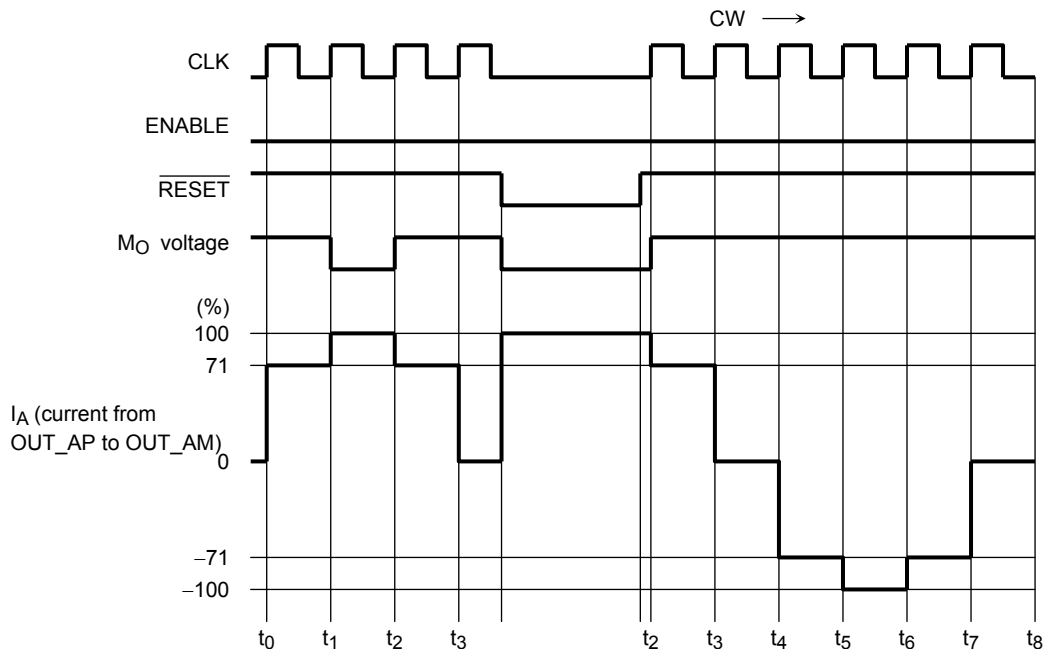 CW
CLK
ENABLE
RESET
MO voltage
(%)
100
71
IA (current from
OUT_AP to OUT_AM)
0
−71
−100
t0 t1 t2 t3 t2 t3 t4 t5 t6 t7 t8